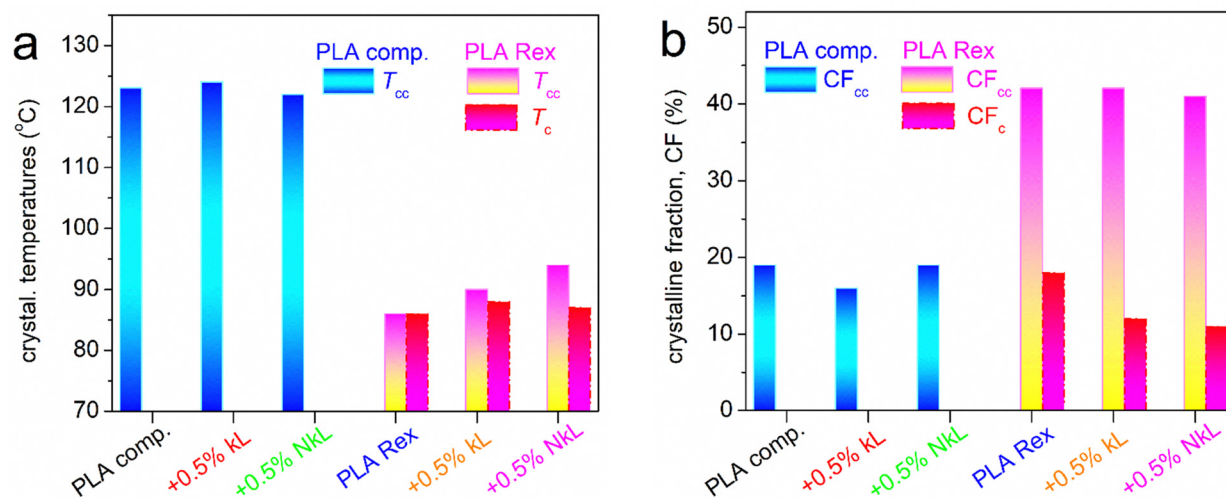 a
crystal. temperatures (°C)
130
120
110
100
90
80
70
PLA comp.
Tcc
PLA Rex
Tcc
Tc
PLA comp.
+0.5% kL
+0.5% NkL
PLA Rex
+0.5% kL
+0.5% NkL
b
crystalline fraction, CF (%)
50
40
30
20
10
0
PLA comp.
CFcc
PLA Rex
CFcc
CFc
PLA comp.
+0.5% kL
+0.5% NkL
PLA Rex
+0.5% kL
+0.5% NkL